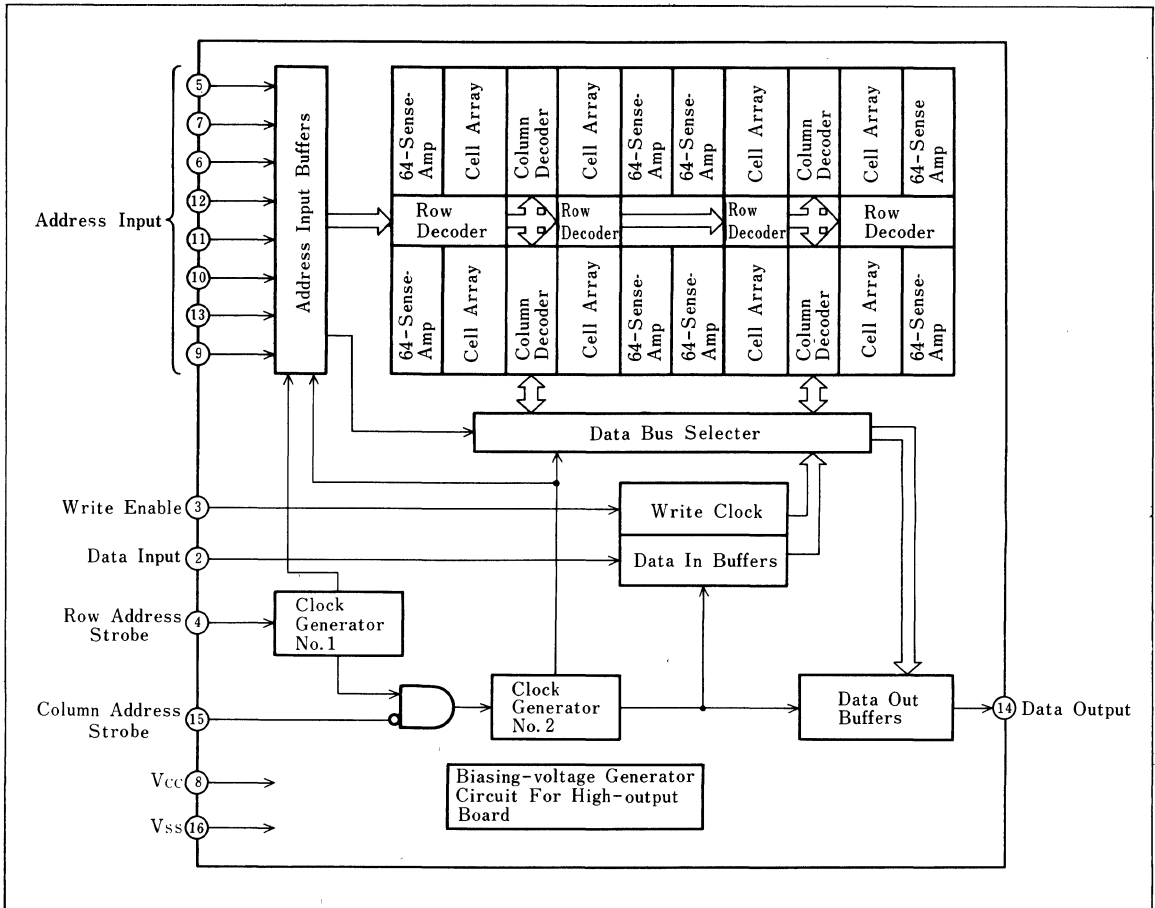 Address Input
5
7
6
12
11
10
13
9
Address Input Buffers
64-Sense-
Amp
Cell Array
Column
Decoder
Cell Array
64-Sense-
Amp
64-Sense-
Amp
Cell Array
Column
Decoder
Cell Array
64-Sense
Amp
Row
Decoder
Row
Decoder
Row
Decoder
Row
Decoder
64-Sense-
Amp
Cell Array
Column
Decoder
Cell Array
64-Sense-
Amp
64-Sense-
Amp
Cell Array
Column
Decoder
Cell Array
64-Sense-
Amp
Data Bus Selecter
Write Enable
3
Write Clock
Data Input
2
Data In Buffers
Row Address
Strobe
4
Clock
Generator
No.1
Column Address
Strobe
15
Clock
Generator
No.2
Data Out
Buffers
14
Data Output
Vcc
8
Vss
16
Biasing-voltage Generator
Circuit For High-output
Board